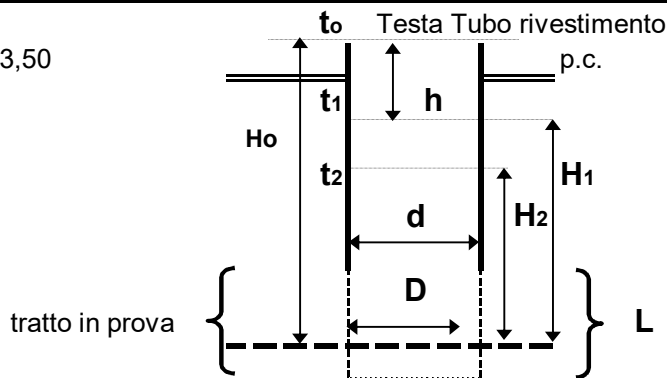 to Testa Tubo rivestimento
3,50 p.c.
t1 h
Ho
t2 H1
H2
d
D
tratto in prova L